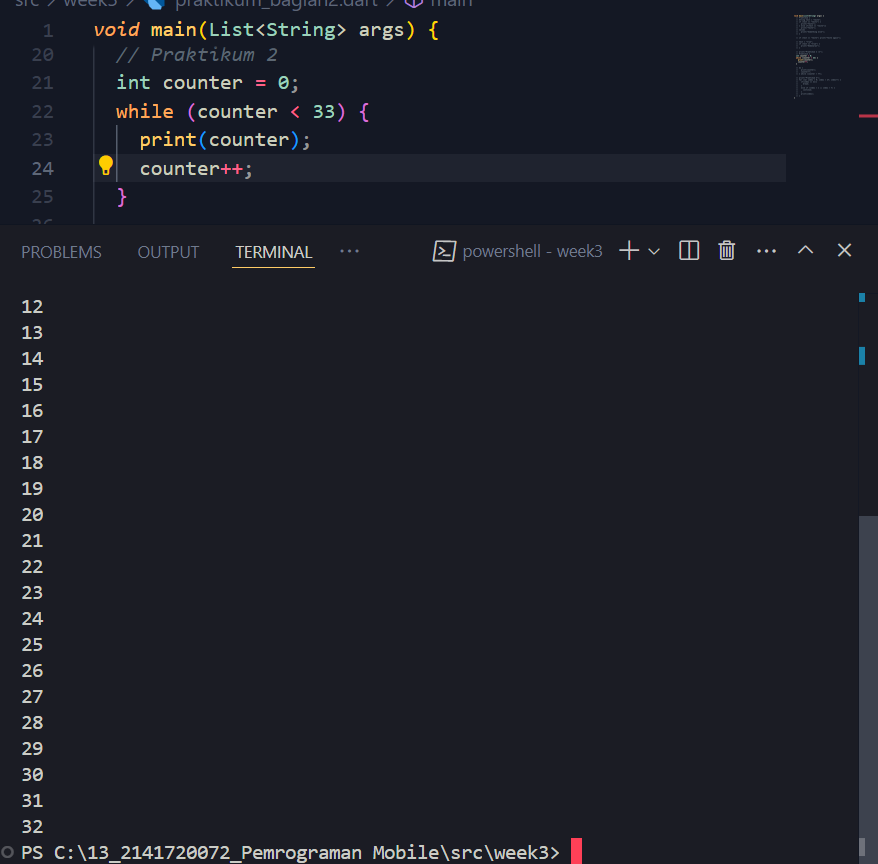 src > week3 > praktikum_bagian2.dart > main
1 void main(List<String> args) {
20 // Praktikum 2
21 int counter = 0;
22 while (counter < 33) {
23 print(counter);
24 counter++;
25 }
26
PROBLEMS OUTPUT TERMINAL ··· powershell - week3
12
13
14
15
16
17
18
19
20
21
22
23
24
25
26
27
28
29
30
31
32
PS C:\13_2141720072_Pemrograman Mobile\src\week3>